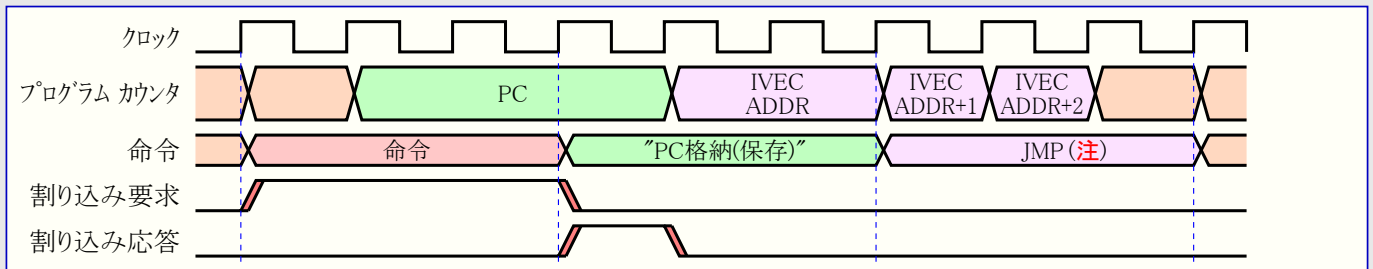 クロック
プログラム カウンタ
PC
IVEC
ADDR
IVEC
ADDR+1
IVEC
ADDR+2
命令
命令
"PC格納(保存)"
JMP (注)
割り込み要求
割り込み応答